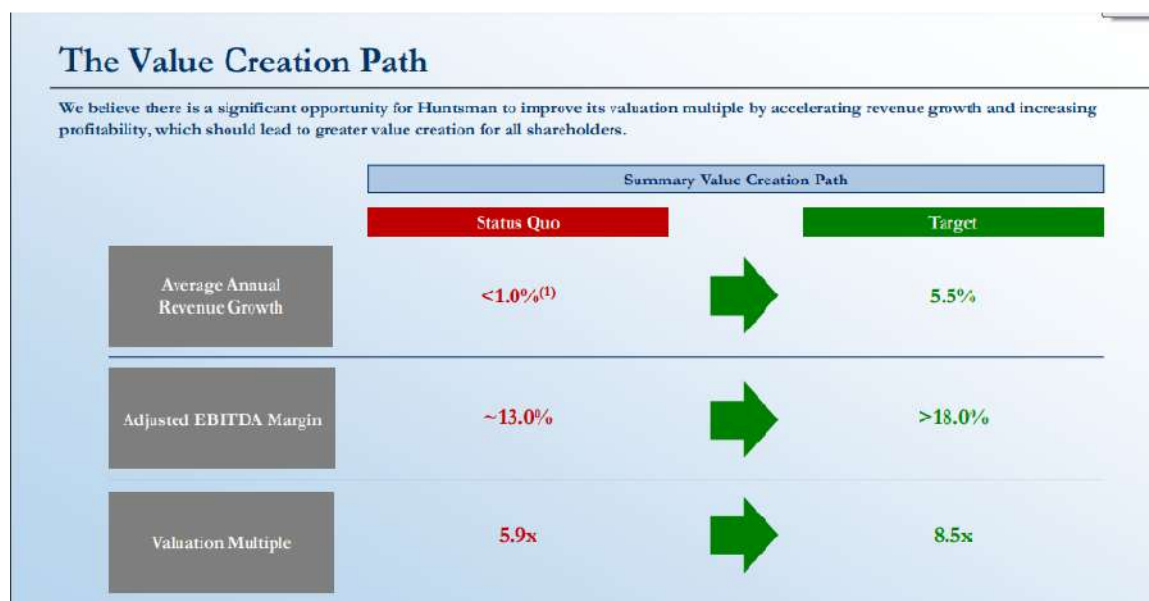 The Value Creation Path
We believe there is a significant opportunity for Huntsman to improve its valuation multiple by accelerating revenue growth and increasing
profitability, which should lead to greater value creation for all shareholders.
Summary Value Creation Path
Status Quo
Target
Average Annual
Revenue Growth
<1.0%(1)
5.5%
Adjusted EBITDA Margin
~13.0%
>18.0%
Valuation Multiple
5.9x
8.5x